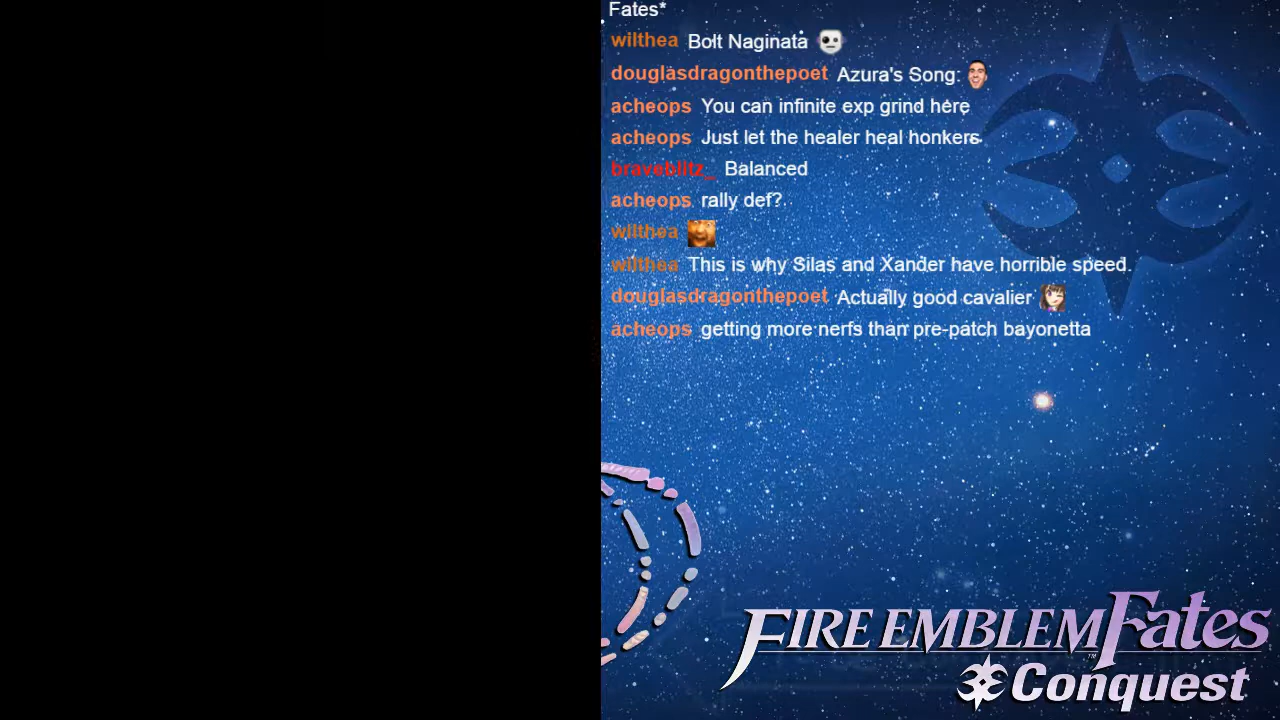 Fates*
wilthea Bolt Naginata
douglasdragonthepoet Azura's Song:
acheops You can infinite exp grind here
acheops Just let the healer heal honkers
braveblitz_ Balanced
acheops rally def?
wilthea
wilthea This is why Silas and Xander have horrible speed.
douglasdragonthepoet Actually good cavalier
acheops getting more nerfs than pre-patch bayonetta
FIRE EMBLEM Fates
TM
Conquest